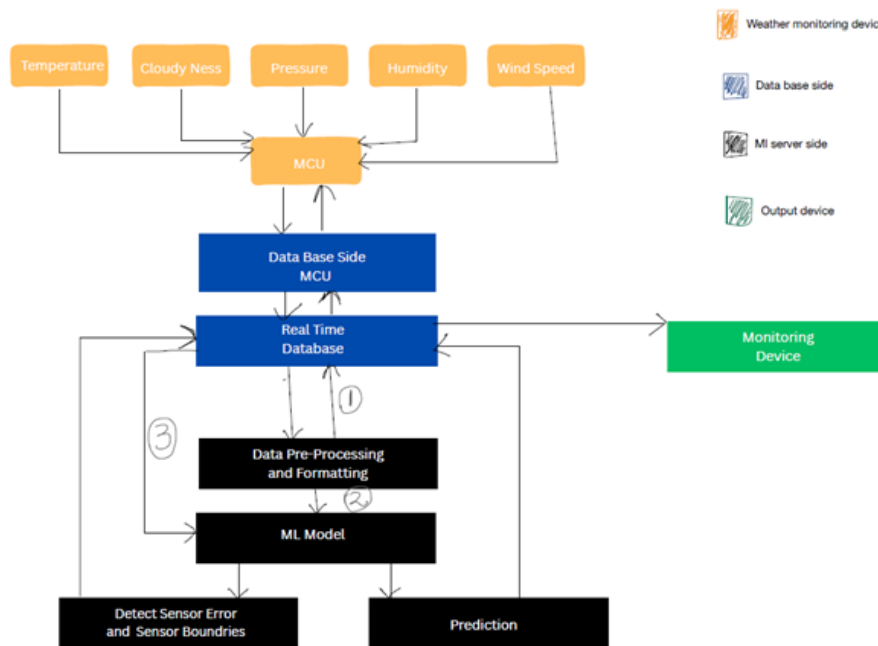 Weather monitoring devic
Temperature
Cloudy Ness
Pressure
Humidity
Wind Speed
Data base side
MCU
Ml server side
Output device
Data Base Side
MCU
Real Time
Database
Monitoring
Device
1
3
Data Pre-Processing
and Formatting
2
ML Model
Detect Sensor Error
and Sensor Boundries
Prediction